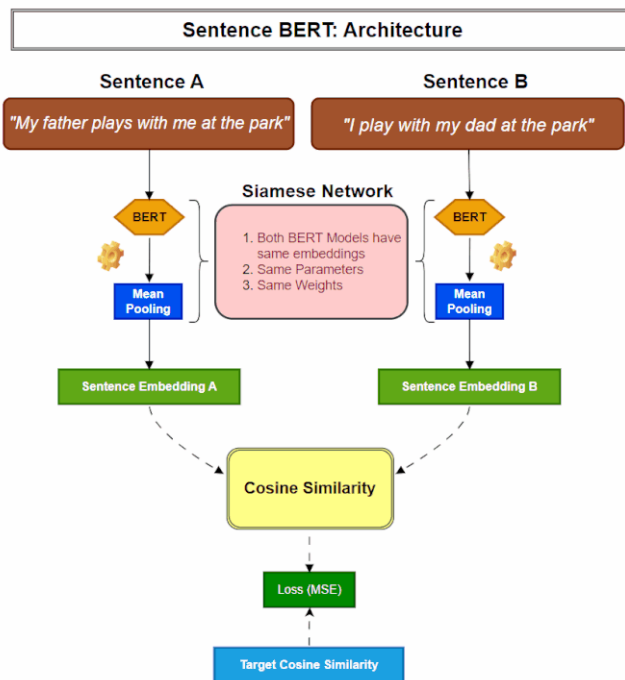 Sentence BERT: Architecture
Sentence A
Sentence B
"My father plays with me at the park"
"I play with my dad at the park"
Siamese Network
BERT
BERT
1. Both BERT Models have
same embeddings
2. Same Parameters
3. Same Weights
Mean
Pooling
Mean
Pooling
Sentence Embedding A
Sentence Embedding B
Cosine Similarity
Loss (MSE)
Target Cosine Similarity